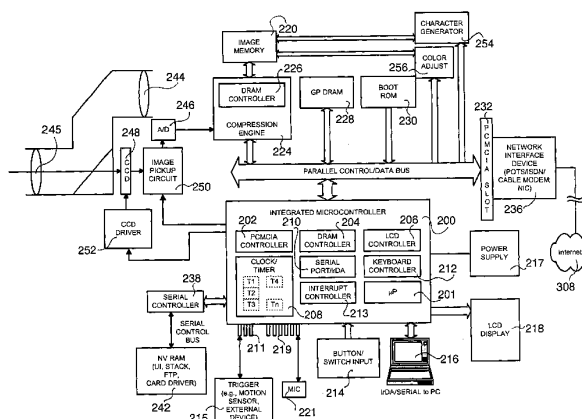 220
IMAGE
MEMORY
CHARACTER
GENERATOR
254
COLOR
ADJUST
256
244
226
DRAM
CONTROLLER
COMPRESSION
ENGINE
224
GP DRAM
228
BOOT
ROM
230
232
PCMCIA SLOT
NETWORK
INTERFACE
DEVICE
(POTS/ISDN/
CABLE MODEM/
NIC)
236
internet
308
245
248
246
A/D
CCD
IMAGE
PICKUP
CIRCUIT
250
PARALLEL CONTROL/DATA BUS
CCD
DRIVER
252
INTEGRATED MICROCONTROLLER
200
202
PCMCIA
CONTROLLER
210
204
DRAM
CONTROLLER
206
LCD
CONTROLLER
CLOCK/
TIMER
T1
T4
T2
T3
Tn
208
SERIAL
PORT/IrDA
KEYBOARD
CONTROLLER
212
INTERRUPT
CONTROLLER
213
μP
201
POWER
SUPPLY
217
238
SERIAL
CONTROLLER
SERIAL
CONTROL
BUS
NV RAM
(UI, STACK,
FTP,
CARD DRIVER)
242
211
219
TRIGGER
(e.g., MOTION
SENSOR,
EXTERNAL
DEVICE)
215
MIC
221
BUTTON/
SWITCH INPUT
214
216
IrDA/SERIAL to PC
LCD
DISPLAY
218